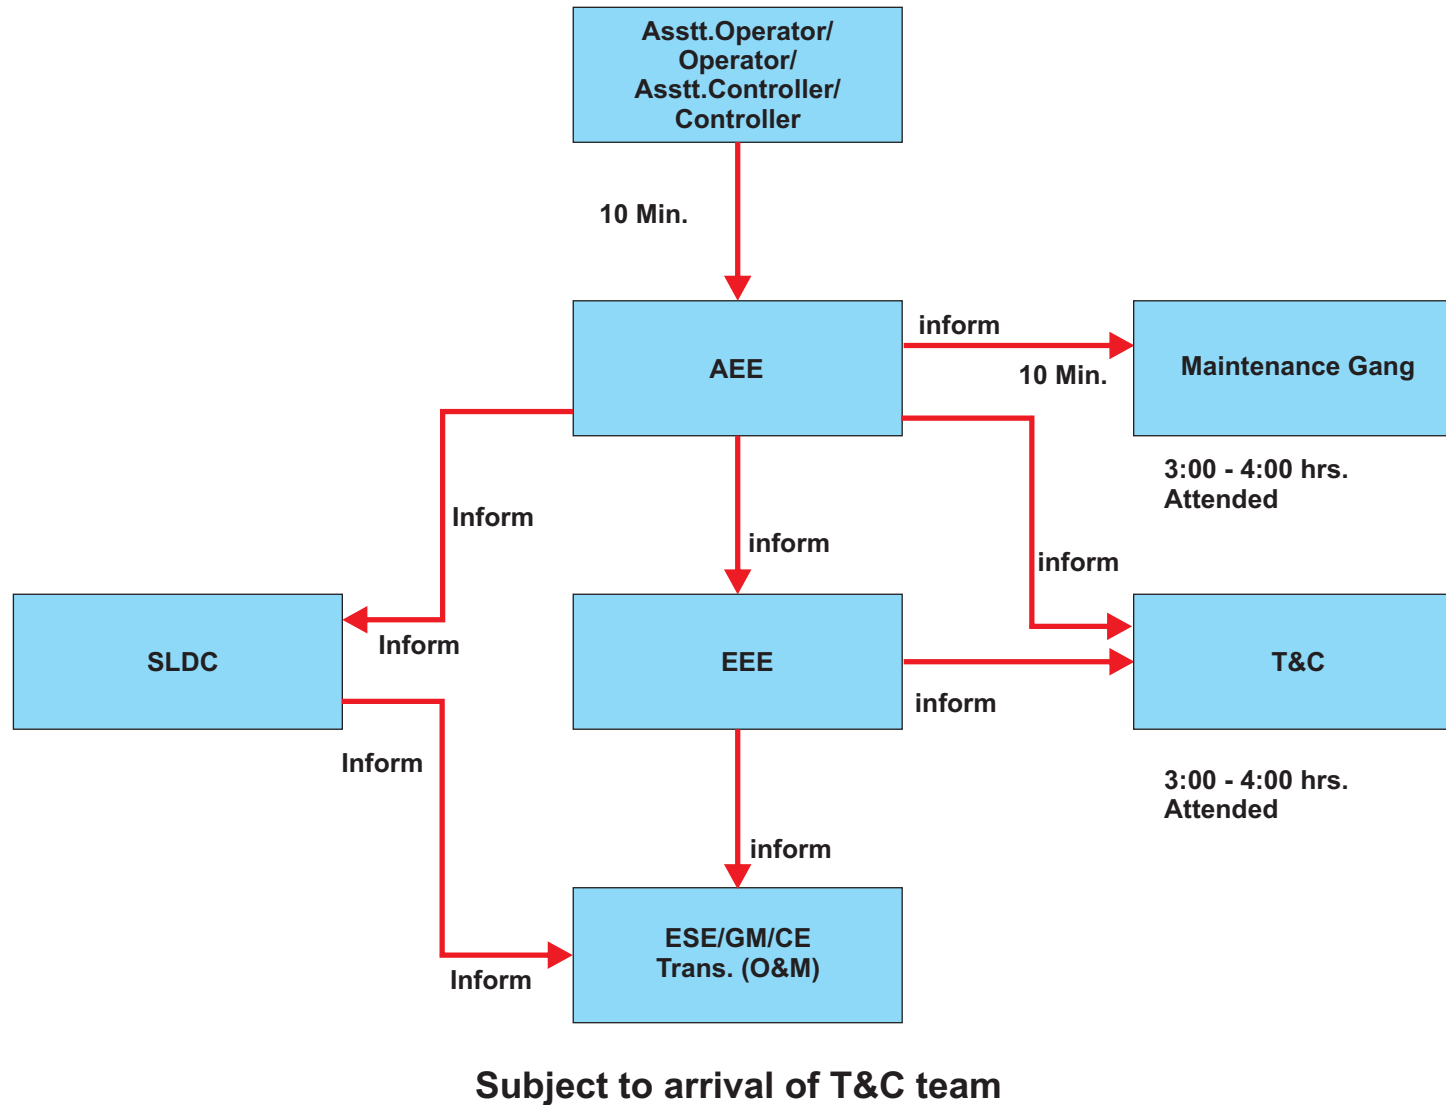 Asstt.Operator/
Operator/
Asstt.Controller/
Controller
10 Min.
AEE
inform
10 Min.
Maintenance Gang
3:00 - 4:00 hrs.
Attended
Inform
inform
inform
SLDC
Inform
EEE
inform
T&C
Inform
3:00 - 4:00 hrs.
Attended
inform
ESE/GM/CE
Trans. (O&M)
Inform
Subject to arrival of T&C team